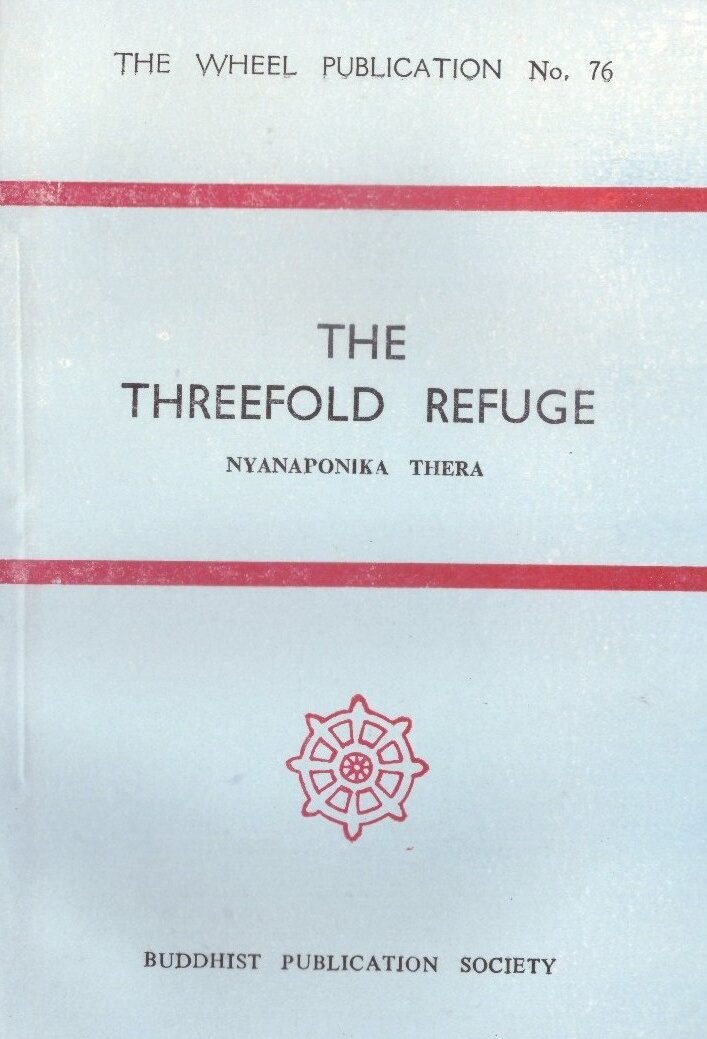 THE WHEEL PUBLICATION No. 76
THE
THREEFOLD REFUGE
NYANAPONIKA THERA
BUDDHIST PUBLICATION SOCIETY